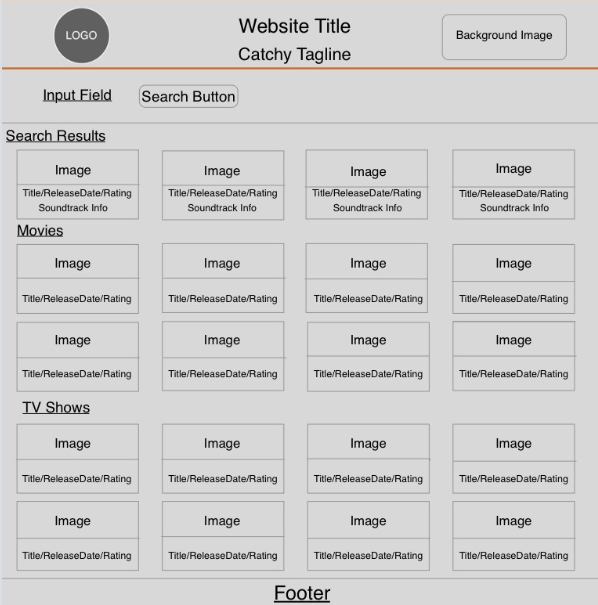 LOGO
Website Title
Catchy Tagline
Background Image
Input Field
Search Button
Search Results
Image Image Image Image
Title/ReleaseDate/Rating Title/ReleaseDate/Rating Title/ReleaseDate/Rating Title/ReleaseDate/Rating
Soundtrack Info Soundtrack Info Soundtrack Info Soundtrack Info
Movies
Image Image Image Image
Title/ReleaseDate/Rating Title/ReleaseDate/Rating Title/ReleaseDate/Rating Title/ReleaseDate/Rating
Image Image Image Image
Title/ReleaseDate/Rating Title/ReleaseDate/Rating Title/ReleaseDate/Rating Title/ReleaseDate/Rating
TV Shows
Image Image Image Image
Title/ReleaseDate/Rating Title/ReleaseDate/Rating Title/ReleaseDate/Rating Title/ReleaseDate/Rating
Image Image Image Image
Title/ReleaseDate/Rating Title/ReleaseDate/Rating Title/ReleaseDate/Rating Title/ReleaseDate/Rating
Footer